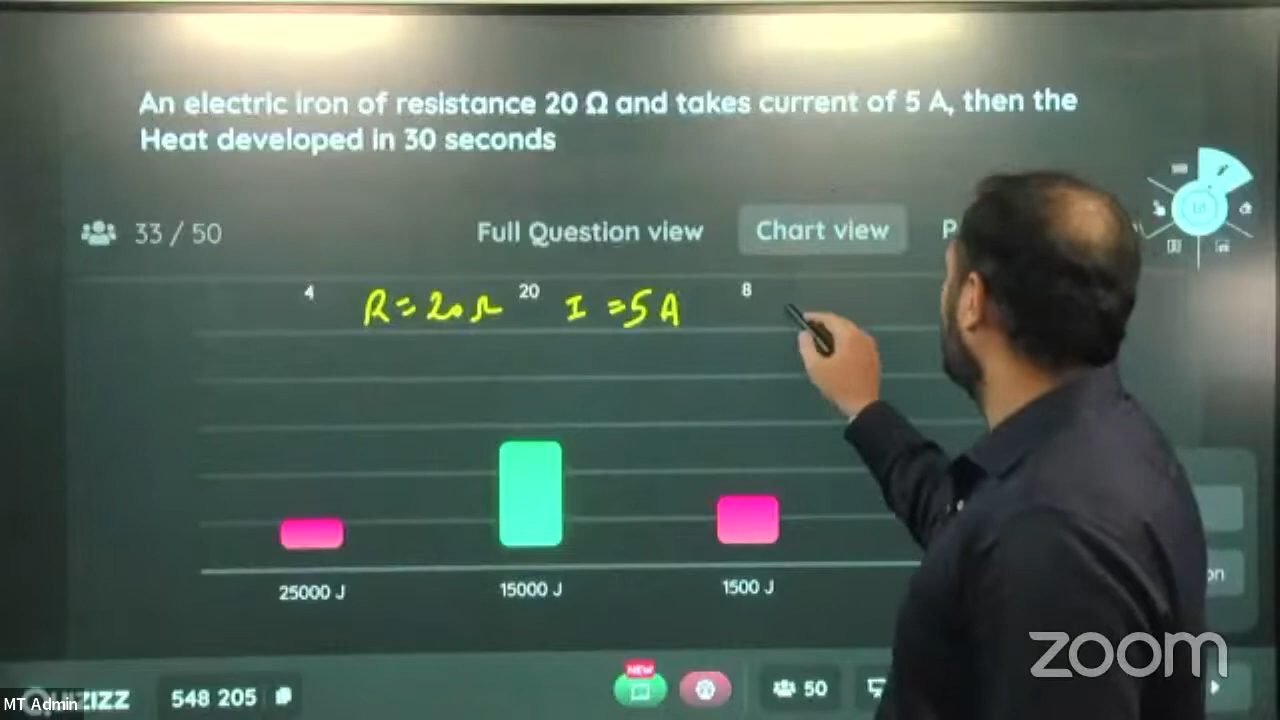 An electric iron of resistance 20 Ω and takes current of 5 A, then the
Heat developed in 30 seconds
33 / 50
Full Question view
Chart view
P
4
R = 20 Ω
20
I = 5 A
8
25000 J
15000 J
1500 J
on
zoom
NEW
548 205
50
MT Admin